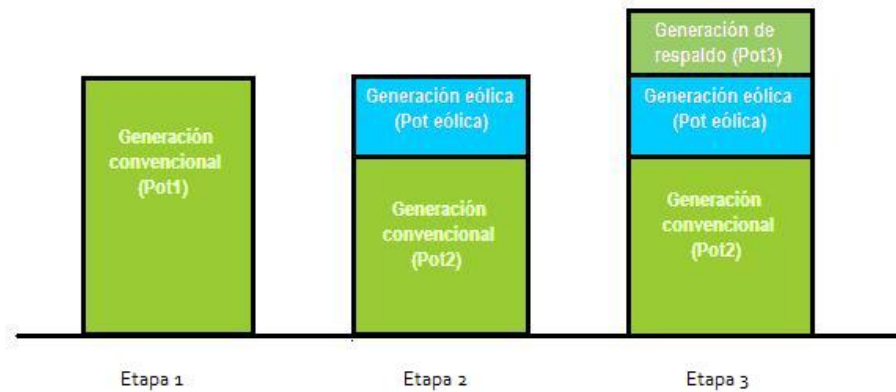 Generación
convencional
(Pot1)
Generación eólica
(Pot eólica)
Generación
convencional
(Pot2)
Generación de
respaldo (Pot3)
Generación eólica
(Pot eólica)
Generación
convencional
(Pot2)
Etapa 1
Etapa 2
Etapa 3